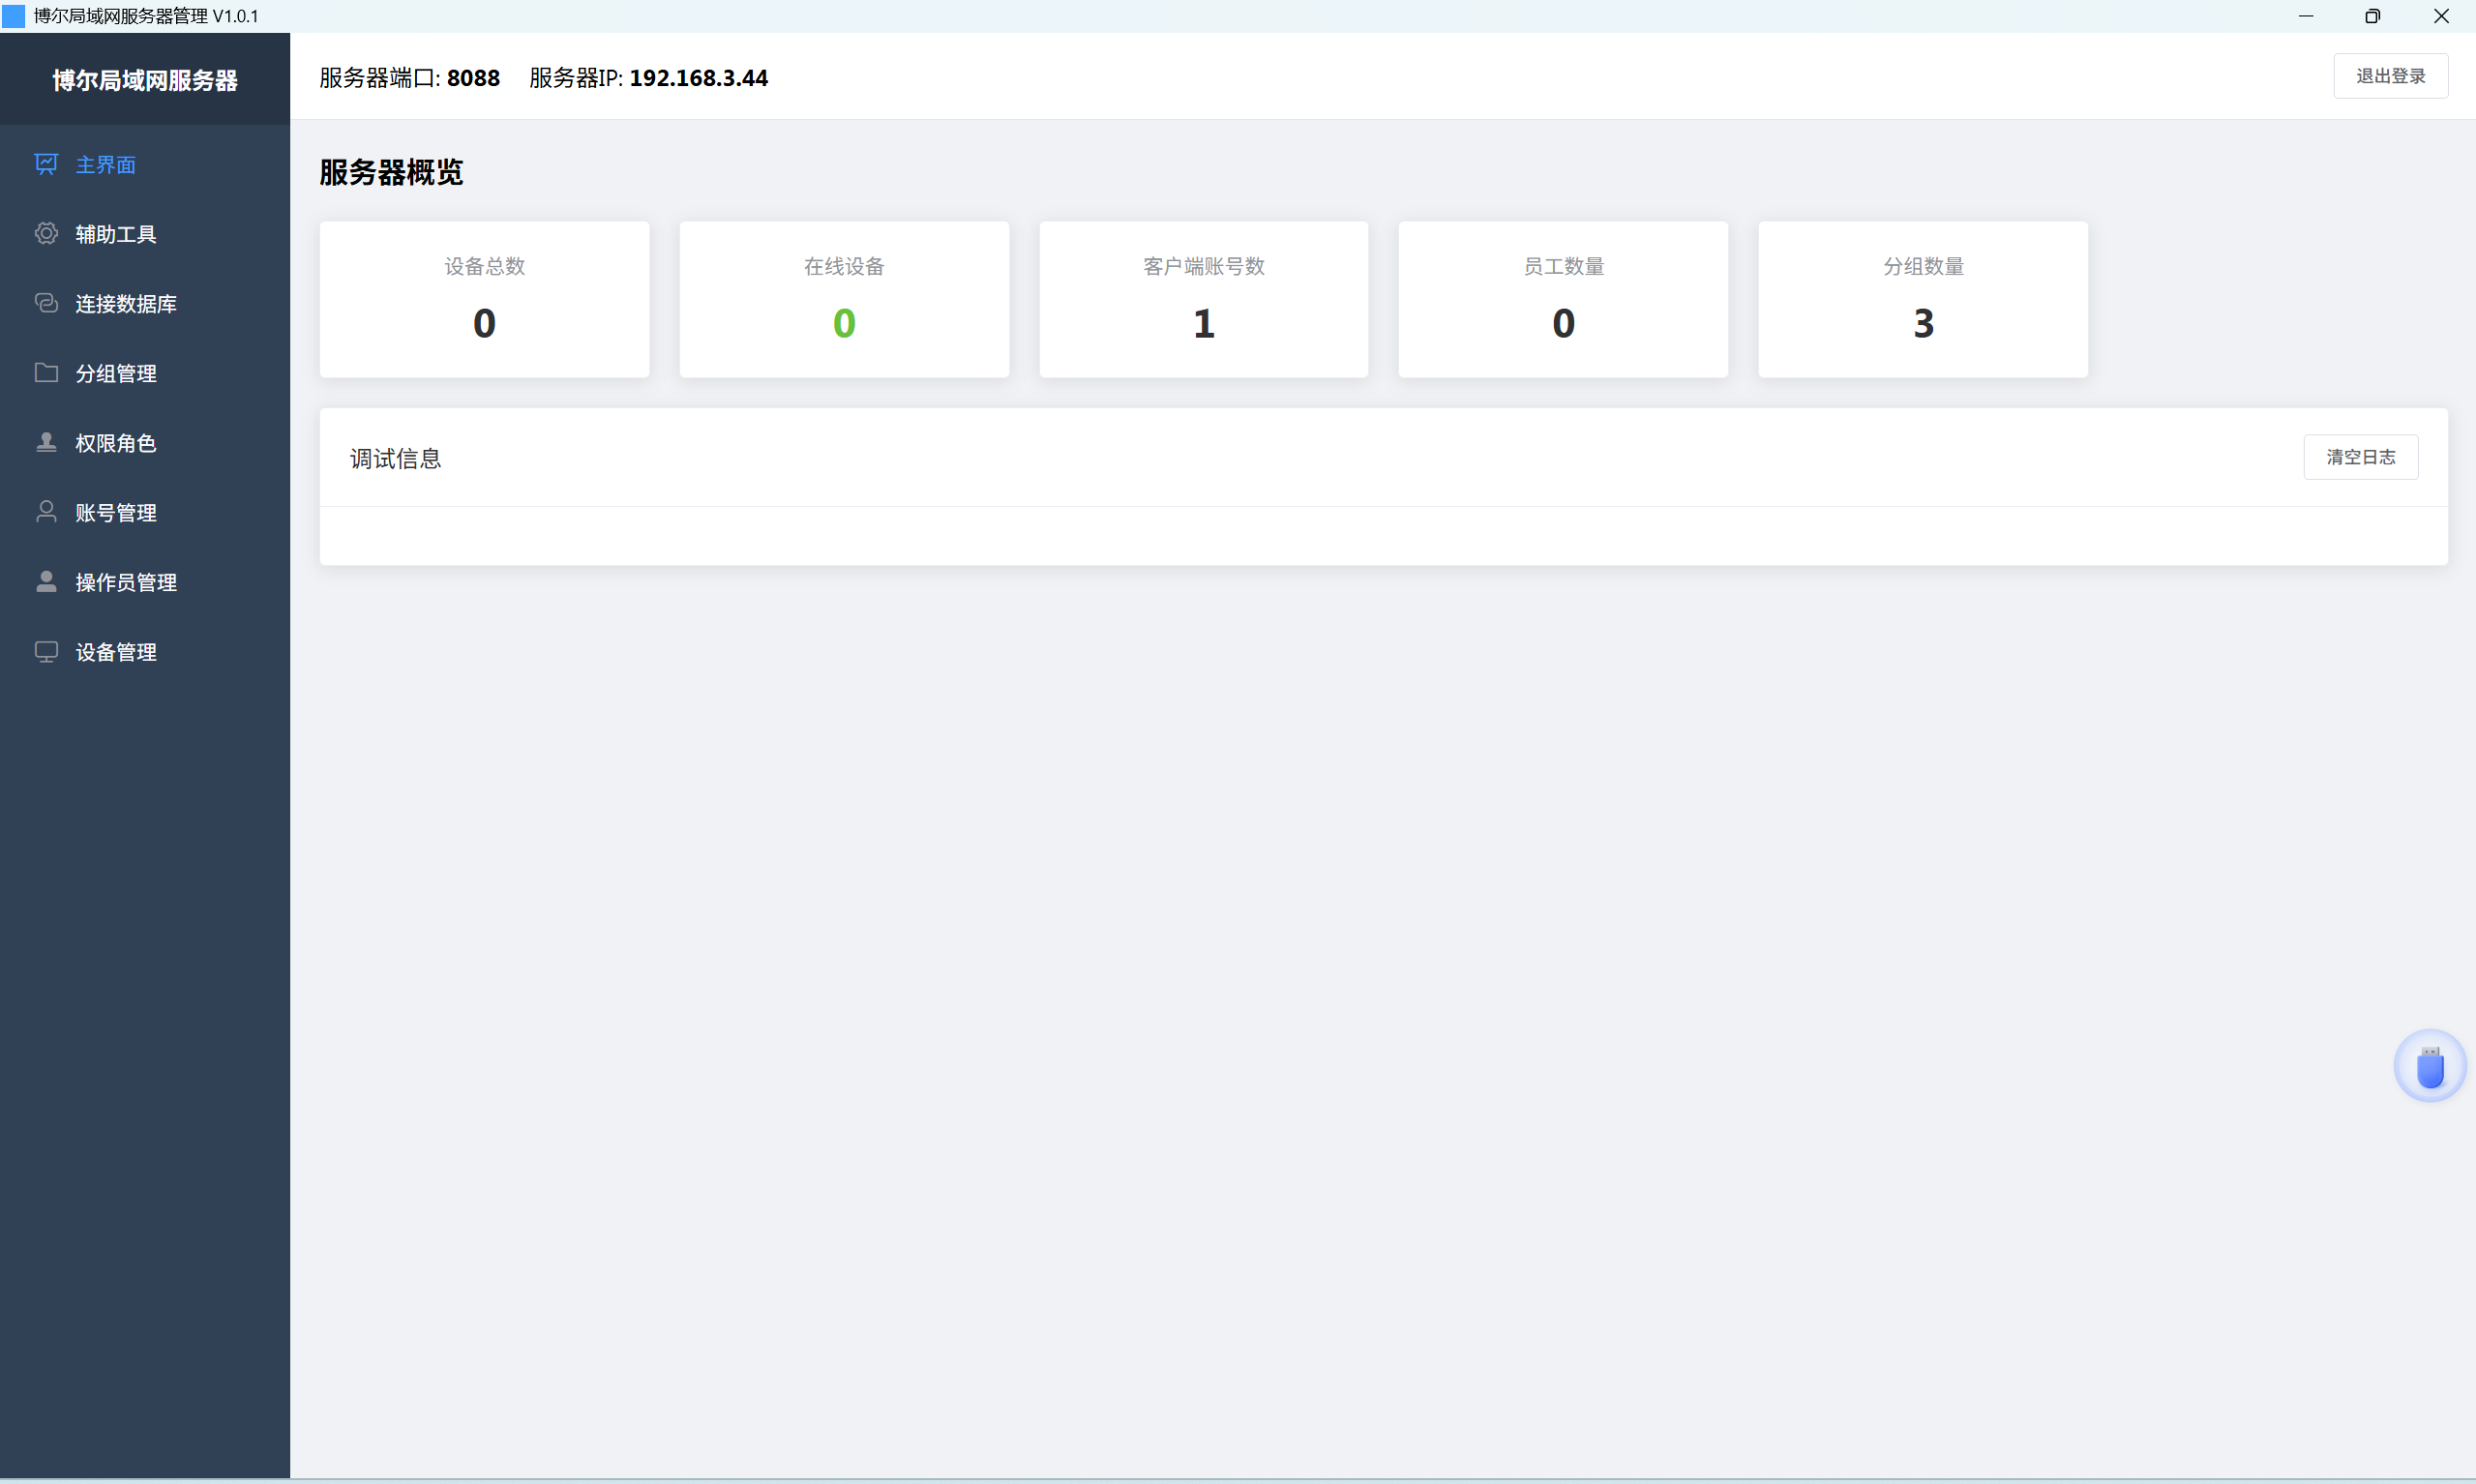 博尔局域网服务器管理 V1.0.1
博尔局域网服务器
服务器端口: 8088 服务器IP: 192.168.3.44
退出登录
主界面
辅助工具
连接数据库
分组管理
权限角色
账号管理
操作员管理
设备管理
服务器概览
设备总数
0
在线设备
0
客户端账号数
1
员工数量
0
分组数量
3
调试信息
清空日志